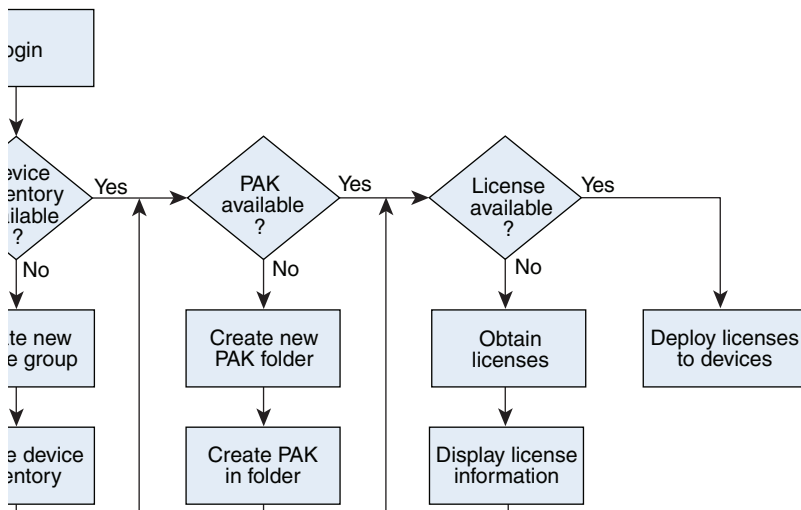 ogin
evice
entory
ilable
?
Yes
No
te new
e group
e device
entory
PAK
available
?
Yes
No
Create new
PAK folder
Create PAK
in folder
License
available
?
Yes
No
Obtain
licenses
Display license
information
Deploy licenses
to devices